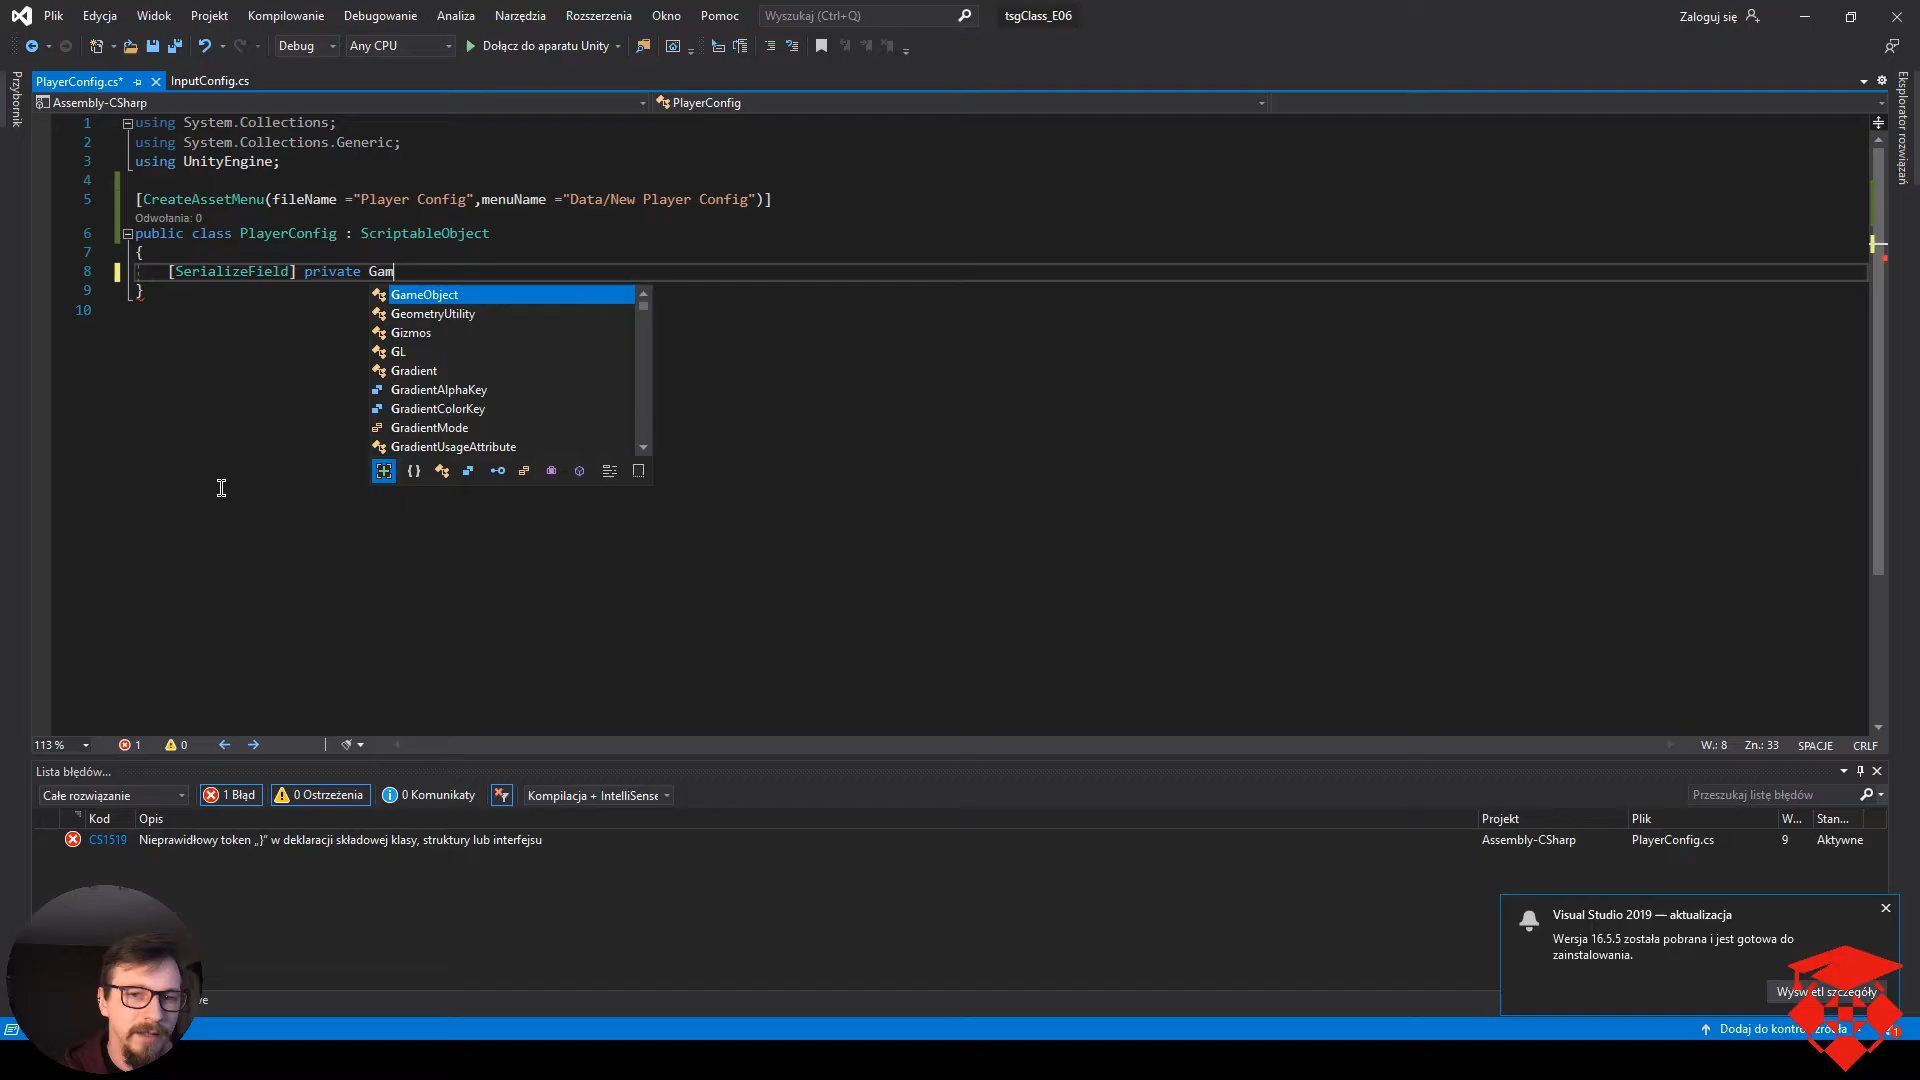 Plik Edycja Widok Projekt Kompilowanie Debugowanie Analiza Narzędzia Rozszerzenia Okno Pomoc Wyszukaj (Ctrl+Q) tsgClass_E06 Zaloguj się
Debug Any CPU Dołącz do aparatu Unity
Przybornik
PlayerConfig.cs* InputConfig.cs
Eksplorator rozwiązań
Assembly-CSharp PlayerConfig
1 using System.Collections;
2 using System.Collections.Generic;
3 using UnityEngine;
4
5 [CreateAssetMenu(fileName ="Player Config",menuName ="Data/New Player Config")]
Odwołania: 0
6 public class PlayerConfig : ScriptableObject
7 {
8 [SerializeField] private Gam
9 }
10
GameObject
GeometryUtility
Gizmos
GL
Gradient
GradientAlphaKey
GradientColorKey
GradientMode
GradientUsageAttribute
113 % 1 0 W.: 8 Zn.: 33 SPACJE CRLF
Lista błędów...
Całe rozwiązanie 1 Błąd 0 Ostrzeżenia 0 Komunikaty Kompilacja + IntelliSense Przeszukaj listę błędów
Kod Opis Projekt Plik W... Stan...
CS1519 Nieprawidłowy token „}” w deklaracji składowej klasy, struktury lub interfejsu Assembly-CSharp PlayerConfig.cs 9 Aktywne
Visual Studio 2019 — aktualizacja
Wersja 16.5.5 została pobrana i jest gotowa do
zainstalowania.
Wyświetl szczegóły
Dodaj do kontroli źródła 1